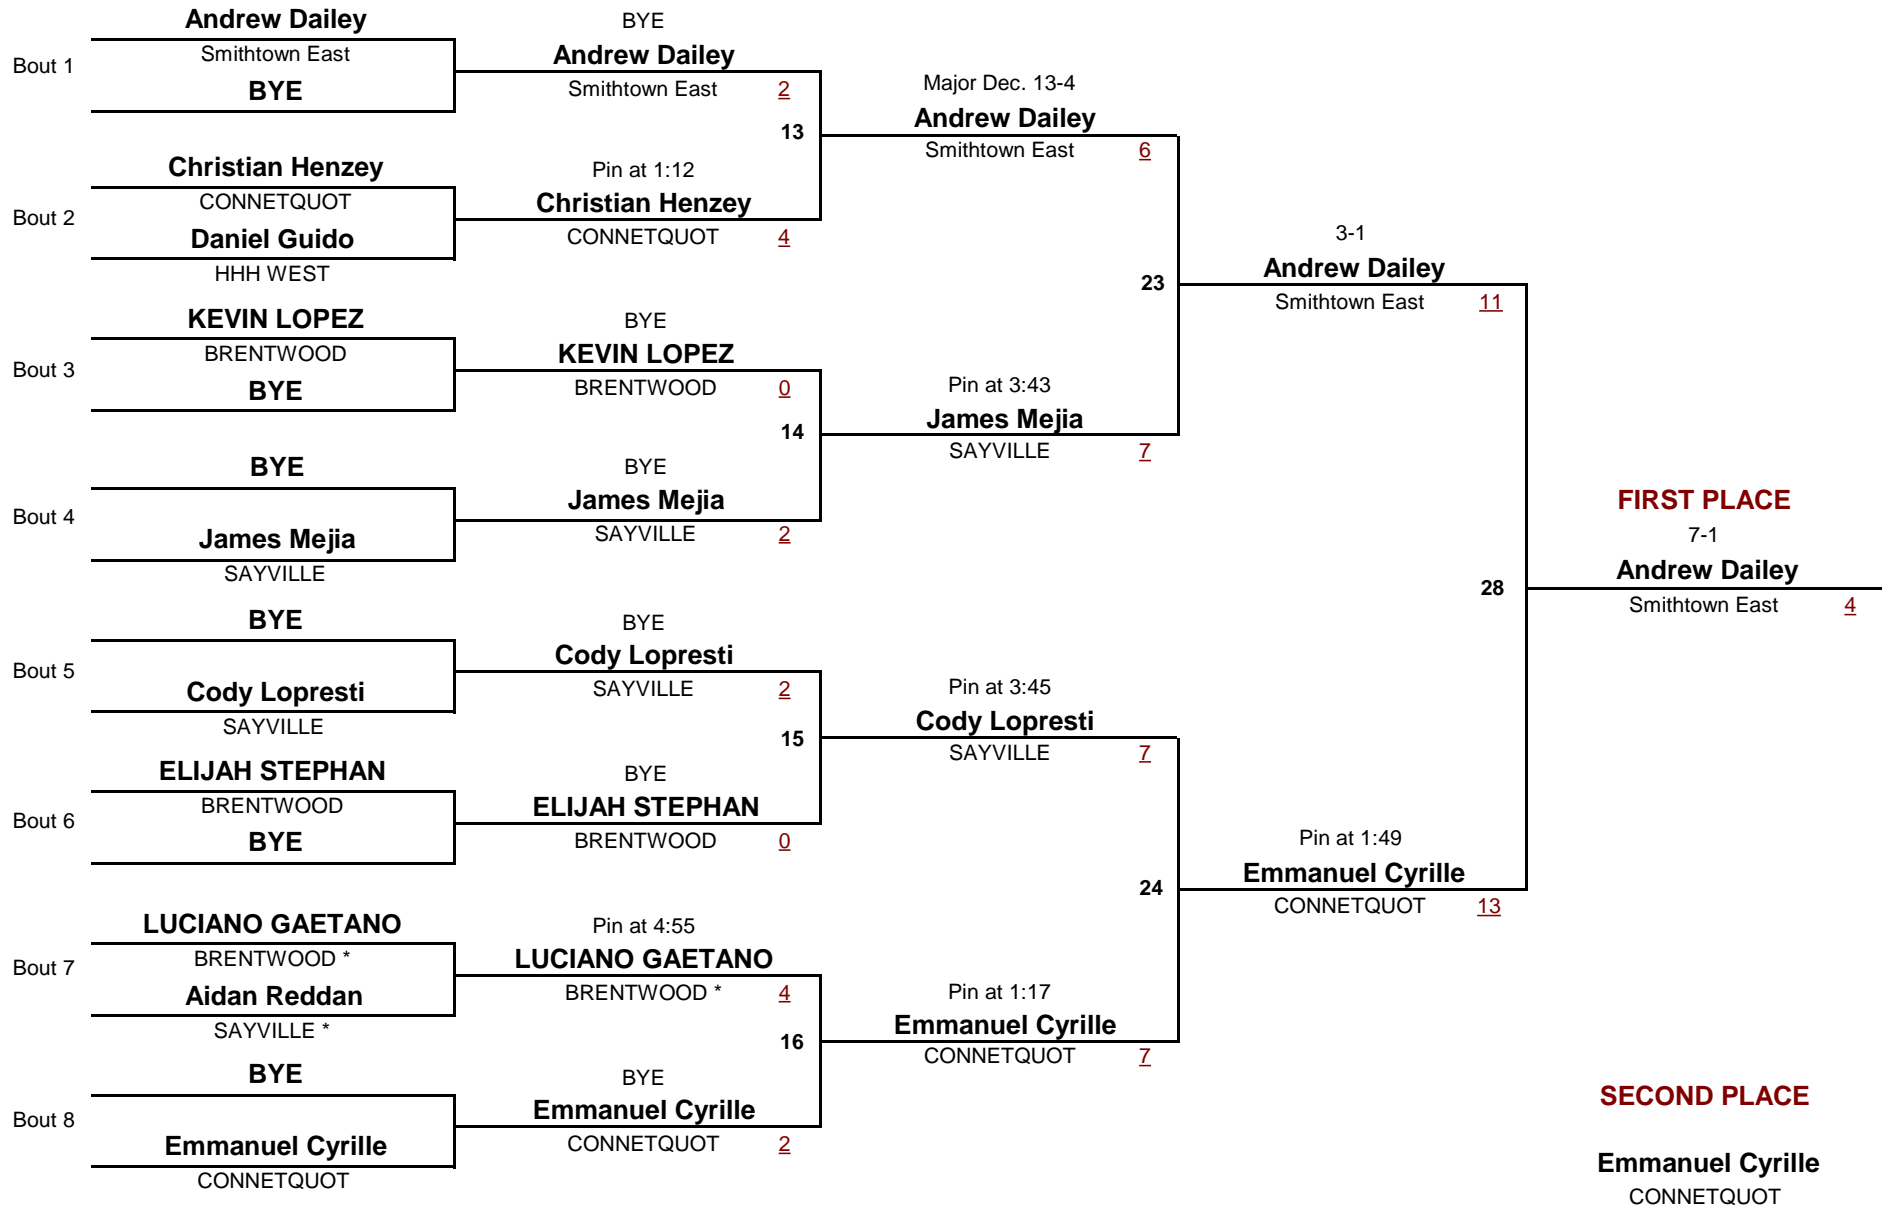 Andrew Dailey
Bout 1
Smithtown East
BYE
Christian Henzey
Bout 2
CONNETQUOT
Daniel Guido
HHH WEST
KEVIN LOPEZ
Bout 3
BRENTWOOD
BYE
BYE
Bout 4
James Mejia
SAYVILLE
BYE
Bout 5
Cody Lopresti
SAYVILLE
ELIJAH STEPHAN
Bout 6
BRENTWOOD
BYE
LUCIANO GAETANO
Bout 7
BRENTWOOD *
Aidan Reddan
SAYVILLE *
BYE
Bout 8
Emmanuel Cyrille
CONNETQUOT
BYE
Andrew Dailey
Smithtown East 2
13
Pin at 1:12
Christian Henzey
CONNETQUOT 4
BYE
KEVIN LOPEZ
BRENTWOOD 0
14
BYE
James Mejia
SAYVILLE 2
BYE
Cody Lopresti
SAYVILLE 2
15
BYE
ELIJAH STEPHAN
BRENTWOOD 0
Pin at 4:55
LUCIANO GAETANO
BRENTWOOD * 4
16
BYE
Emmanuel Cyrille
CONNETQUOT 2
Major Dec. 13-4
Andrew Dailey
Smithtown East 6
23
Pin at 3:43
James Mejia
SAYVILLE 7
Pin at 3:45
Cody Lopresti
SAYVILLE 7
24
Pin at 1:17
Emmanuel Cyrille
CONNETQUOT 7
3-1
Andrew Dailey
Smithtown East 11
28
Pin at 1:49
Emmanuel Cyrille
CONNETQUOT 13
FIRST PLACE
7-1
Andrew Dailey
Smithtown East 4
SECOND PLACE
Emmanuel Cyrille
CONNETQUOT